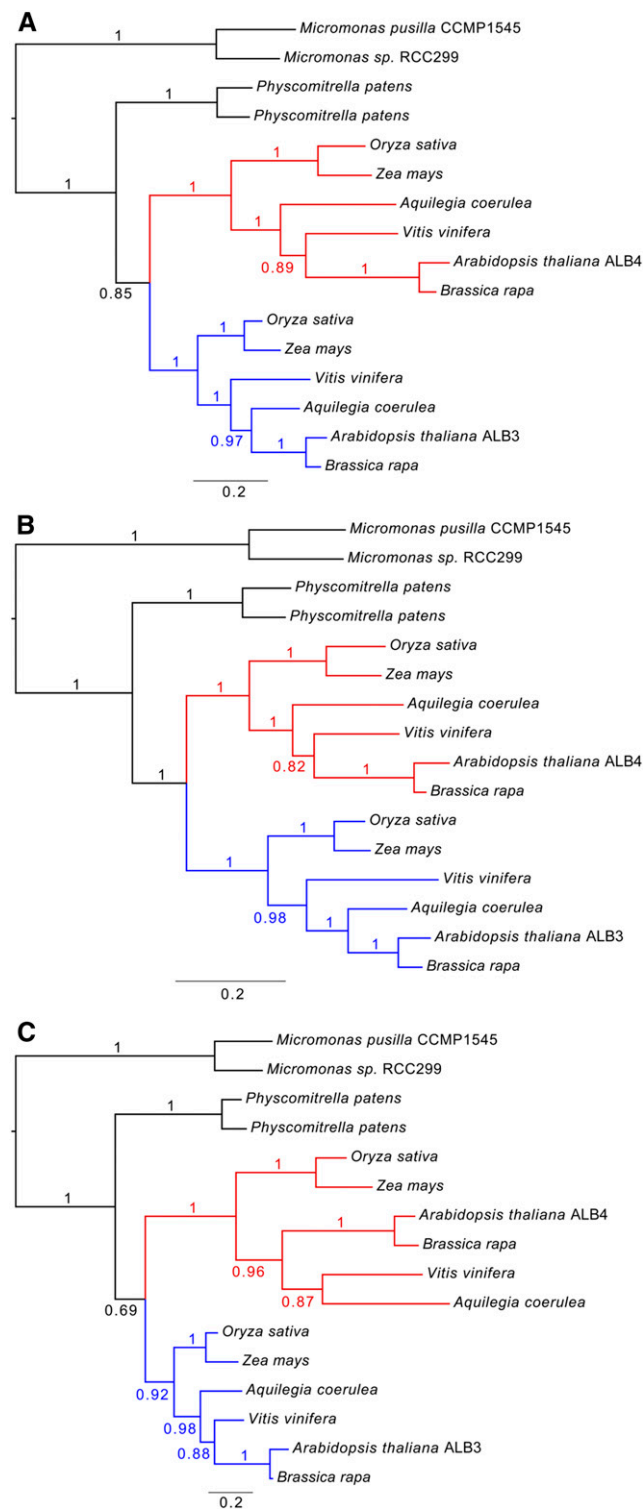 A
Micromonas pusilla CCMP1545
1
Micromonas sp. RCC299
Physcomitrella patens
1
Physcomitrella patens
Oryza sativa
1
Zea mays
1
1
Aquilegia coerulea
1
Vitis vinifera
0.89
Arabidopsis thaliana ALB4
1
Brassica rapa
0.85
Oryza sativa
1
Zea mays
1
Vitis vinifera
1
Aquilegia coerulea
0.97
Arabidopsis thaliana ALB3
1
Brassica rapa
0.2
B
Micromonas pusilla CCMP1545
1
Micromonas sp. RCC299
Physcomitrella patens
1
Physcomitrella patens
Oryza sativa
1
1
Zea mays
1
Aquilegia coerulea
1
Vitis vinifera
0.82
Arabidopsis thaliana ALB4
1
1
Brassica rapa
Oryza sativa
1
Zea mays
1
Vitis vinifera
0.98
Aquilegia coerulea
1
Arabidopsis thaliana ALB3
1
Brassica rapa
0.2
C
Micromonas pusilla CCMP1545
1
Micromonas sp. RCC299
Physcomitrella patens
1
Physcomitrella patens
Oryza sativa
1
Zea mays
1
1
Arabidopsis thaliana ALB4
1
Brassica rapa
0.96
Vitis vinifera
0.87
Aquilegia coerulea
0.69
Oryza sativa
1
Zea mays
0.92
Aquilegia coerulea
0.98
Vitis vinifera
0.88
Arabidopsis thaliana ALB3
1
Brassica rapa
0.2